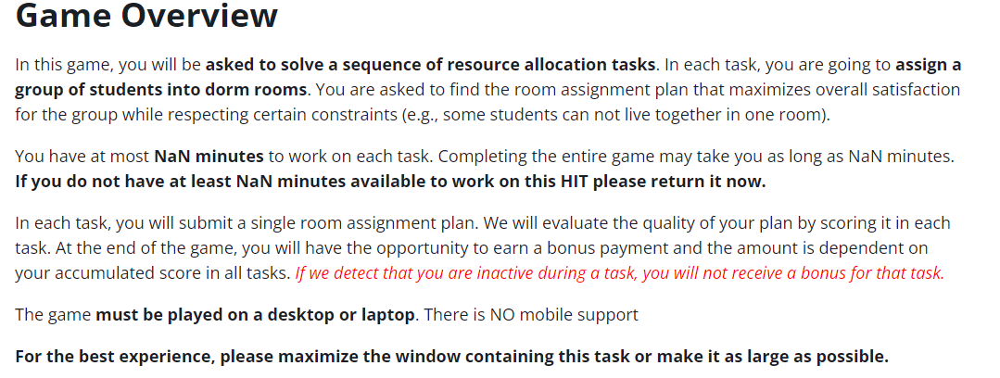 Game Overview
In this game, you will be asked to solve a sequence of resource allocation tasks. In each task, you are going to assign a
group of students into dorm rooms. You are asked to find the room assignment plan that maximizes overall satisfaction
for the group while respecting certain constraints (e.g., some students can not live together in one room).
You have at most NaN minutes to work on each task. Completing the entire game may take you as long as NaN minutes.
If you do not have at least NaN minutes available to work on this HIT please return it now.
In each task, you will submit a single room assignment plan. We will evaluate the quality of your plan by scoring it in each
task. At the end of the game, you will have the opportunity to earn a bonus payment and the amount is dependent on
your accumulated score in all tasks. If we detect that you are inactive during a task, you will not receive a bonus for that task.
The game must be played on a desktop or laptop. There is NO mobile support
For the best experience, please maximize the window containing this task or make it as large as possible.